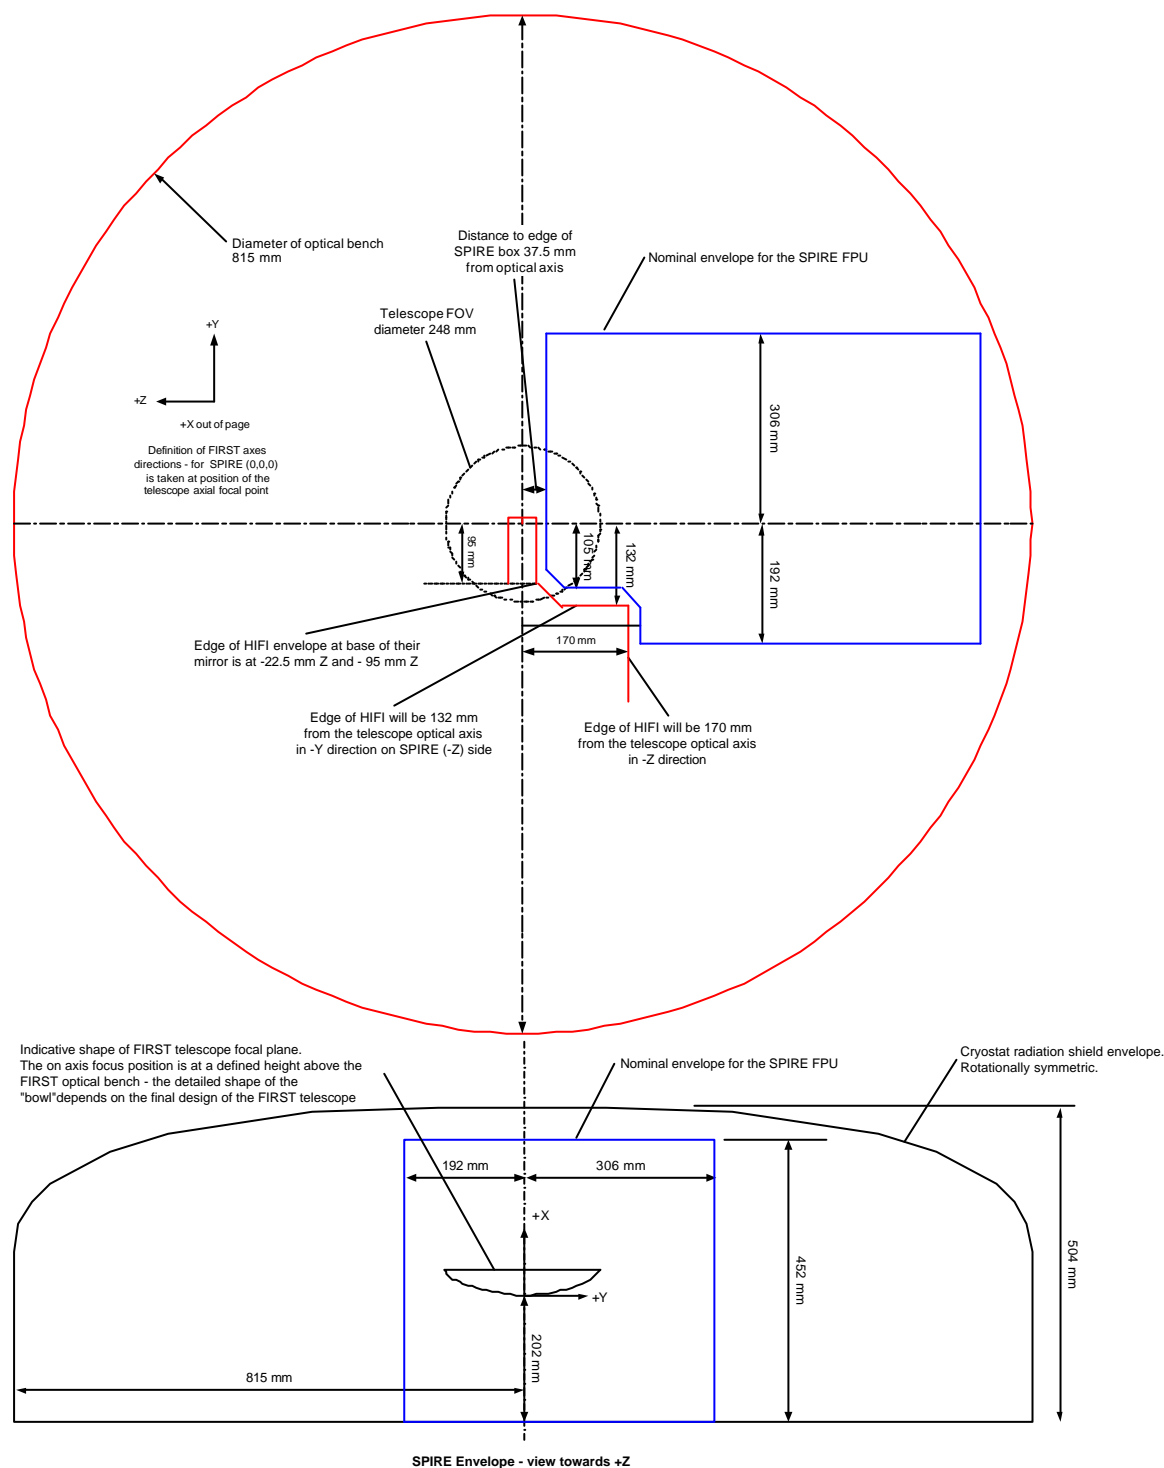 Diameter of optical bench
815 mm
Distance to edge of
SPIRE box 37.5 mm
from optical axis
Nominal envelope for the SPIRE FPU
Telescope FOV
diameter 248 mm
+Y
+Z
+X out of page
Definition of FIRST axes
directions - for SPIRE (0,0,0)
is taken at position of the
telescope axial focal point
306 mm
95 mm
105 mm
132 mm
192 mm
170 mm
Edge of HIFI envelope at base of their
mirror is at -22.5 mm Z and - 95 mm Z
Edge of HIFI will be 132 mm
from the telescope optical axis
in -Y direction on SPIRE (-Z) side
Edge of HIFI will be 170 mm
from the telescope optical axis
in -Z direction
Indicative shape of FIRST telescope focal plane.
The on axis focus position is at a defined height above the
FIRST optical bench - the detailed shape of the
"bowl"depends on the final design of the FIRST telescope
Nominal envelope for the SPIRE FPU
Cryostat radiation shield envelope.
Rotationally symmetric.
192 mm
306 mm
+X
+Y
202 mm
452 mm
504 mm
815 mm
SPIRE Envelope - view towards +Z